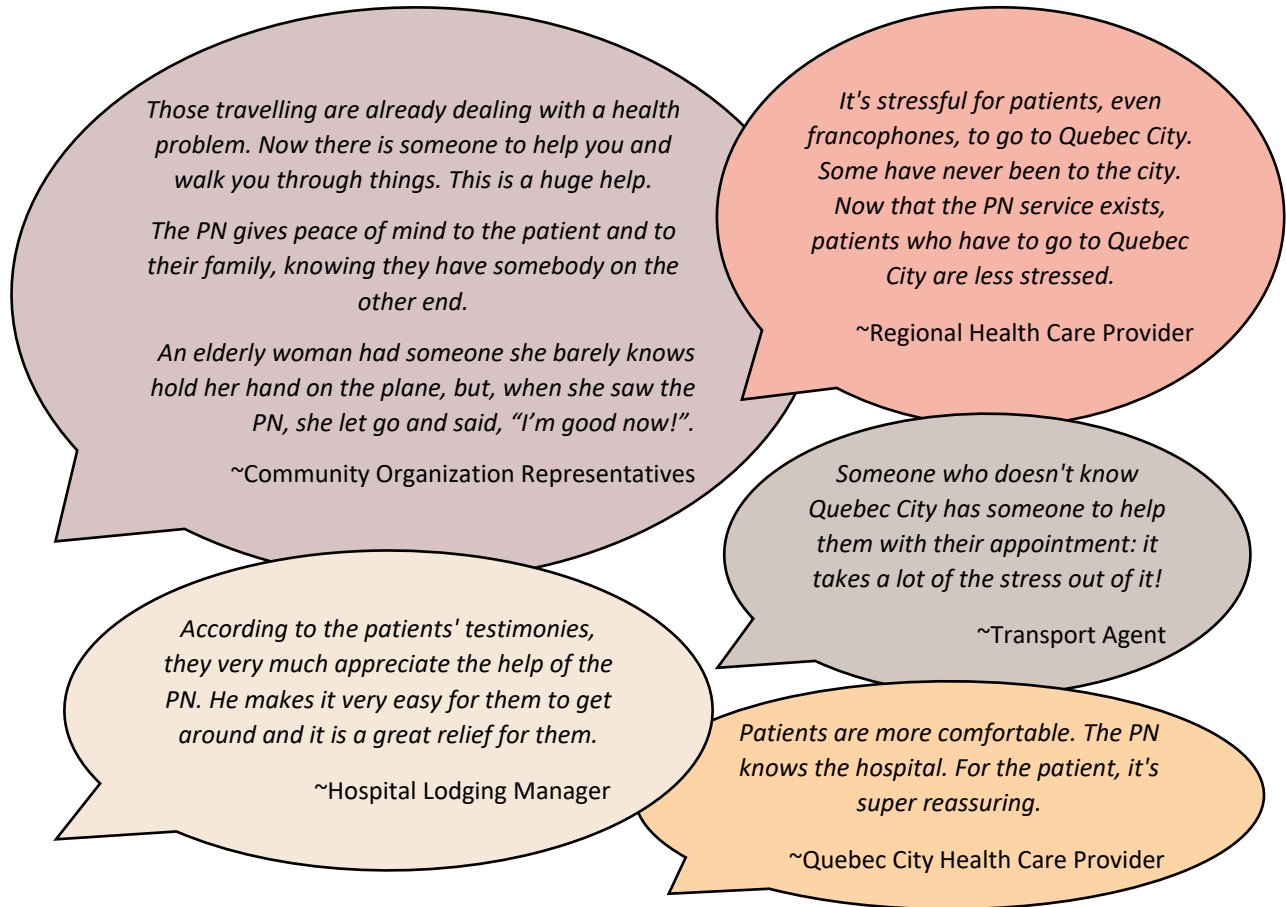 Those travelling are already dealing with a health
problem. Now there is someone to help you and
walk you through things. This is a huge help.
The PN gives peace of mind to the patient and to
their family, knowing they have somebody on the
other end.
An elderly woman had someone she barely knows
hold her hand on the plane, but, when she saw the
PN, she let go and said, “I’m good now!”.
~Community Organization Representatives
It's stressful for patients, even
francophones, to go to Quebec City.
Some have never been to the city.
Now that the PN service exists,
patients who have to go to Quebec
City are less stressed.
~Regional Health Care Provider
Someone who doesn't know
Quebec City has someone to help
them with their appointment: it
takes a lot of the stress out of it!
~Transport Agent
According to the patients' testimonies,
they very much appreciate the help of the
PN. He makes it very easy for them to get
around and it is a great relief for them.
~Hospital Lodging Manager
Patients are more comfortable. The PN
knows the hospital. For the patient, it's
super reassuring.
~Quebec City Health Care Provider